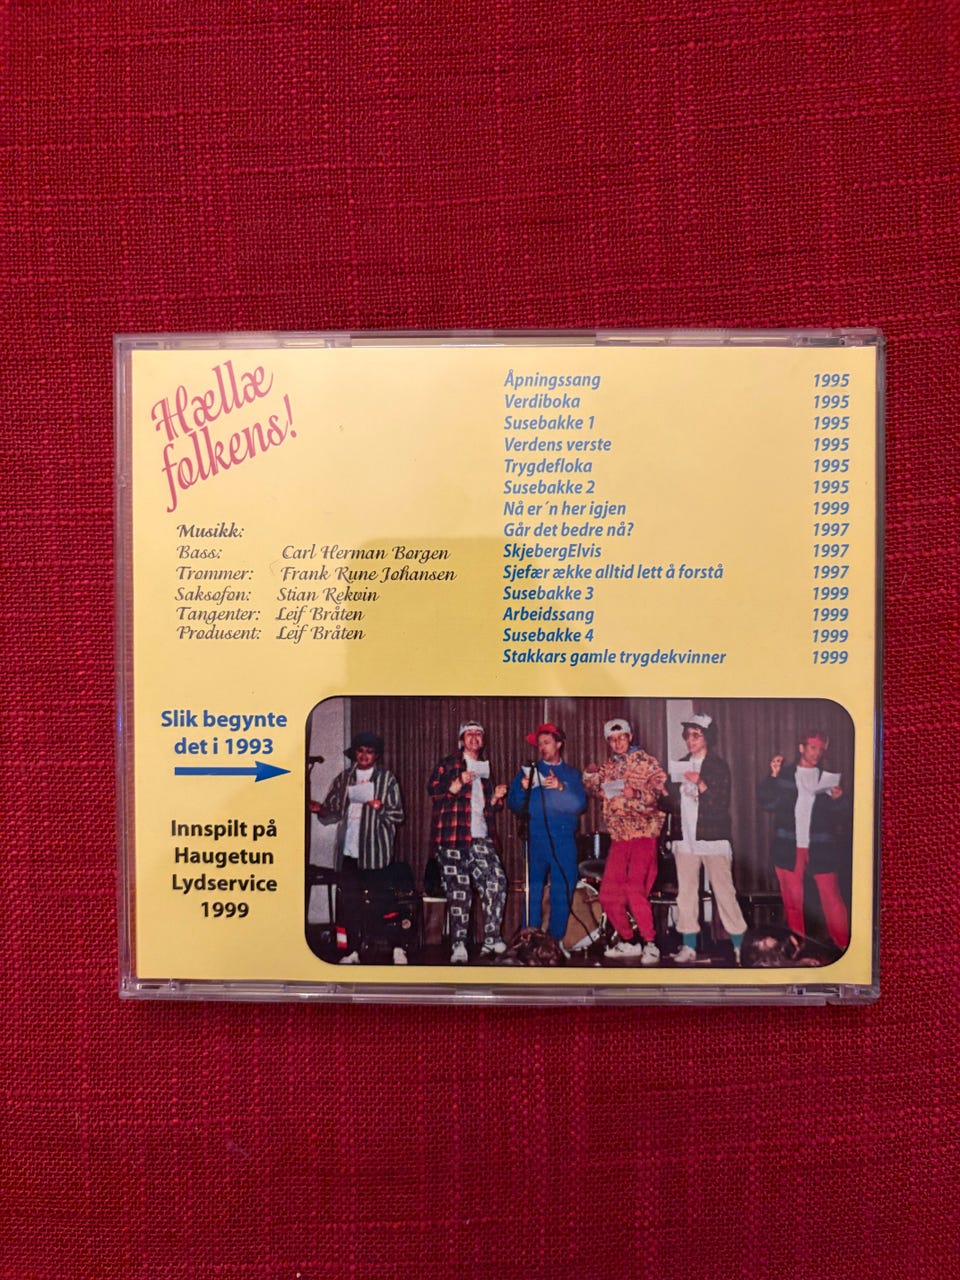 Hællæ
folkens!
Musikk:
Bass: Carl Herman Borgen
Trommer: Frank Rune Johansen
Saksofon: Stian Rekvin
Tangenter: Leif Bråten
Produsent: Leif Bråten
Åpningssang 1995
Verdiboka 1995
Susebakke 1 1995
Verdens verste 1995
Trygdefloka 1995
Susebakke 2 1995
Nå er´n her igjen 1999
Går det bedre nå? 1997
SkjebergElvis 1997
Sjefær ække alltid lett å forstå 1997
Susebakke 3 1999
Arbeidssang 1999
Susebakke 4 1999
Stakkars gamle trygdekvinner 1999
Slik begynte
det i 1993
Innspilt på
Haugetun
Lydservice
1999